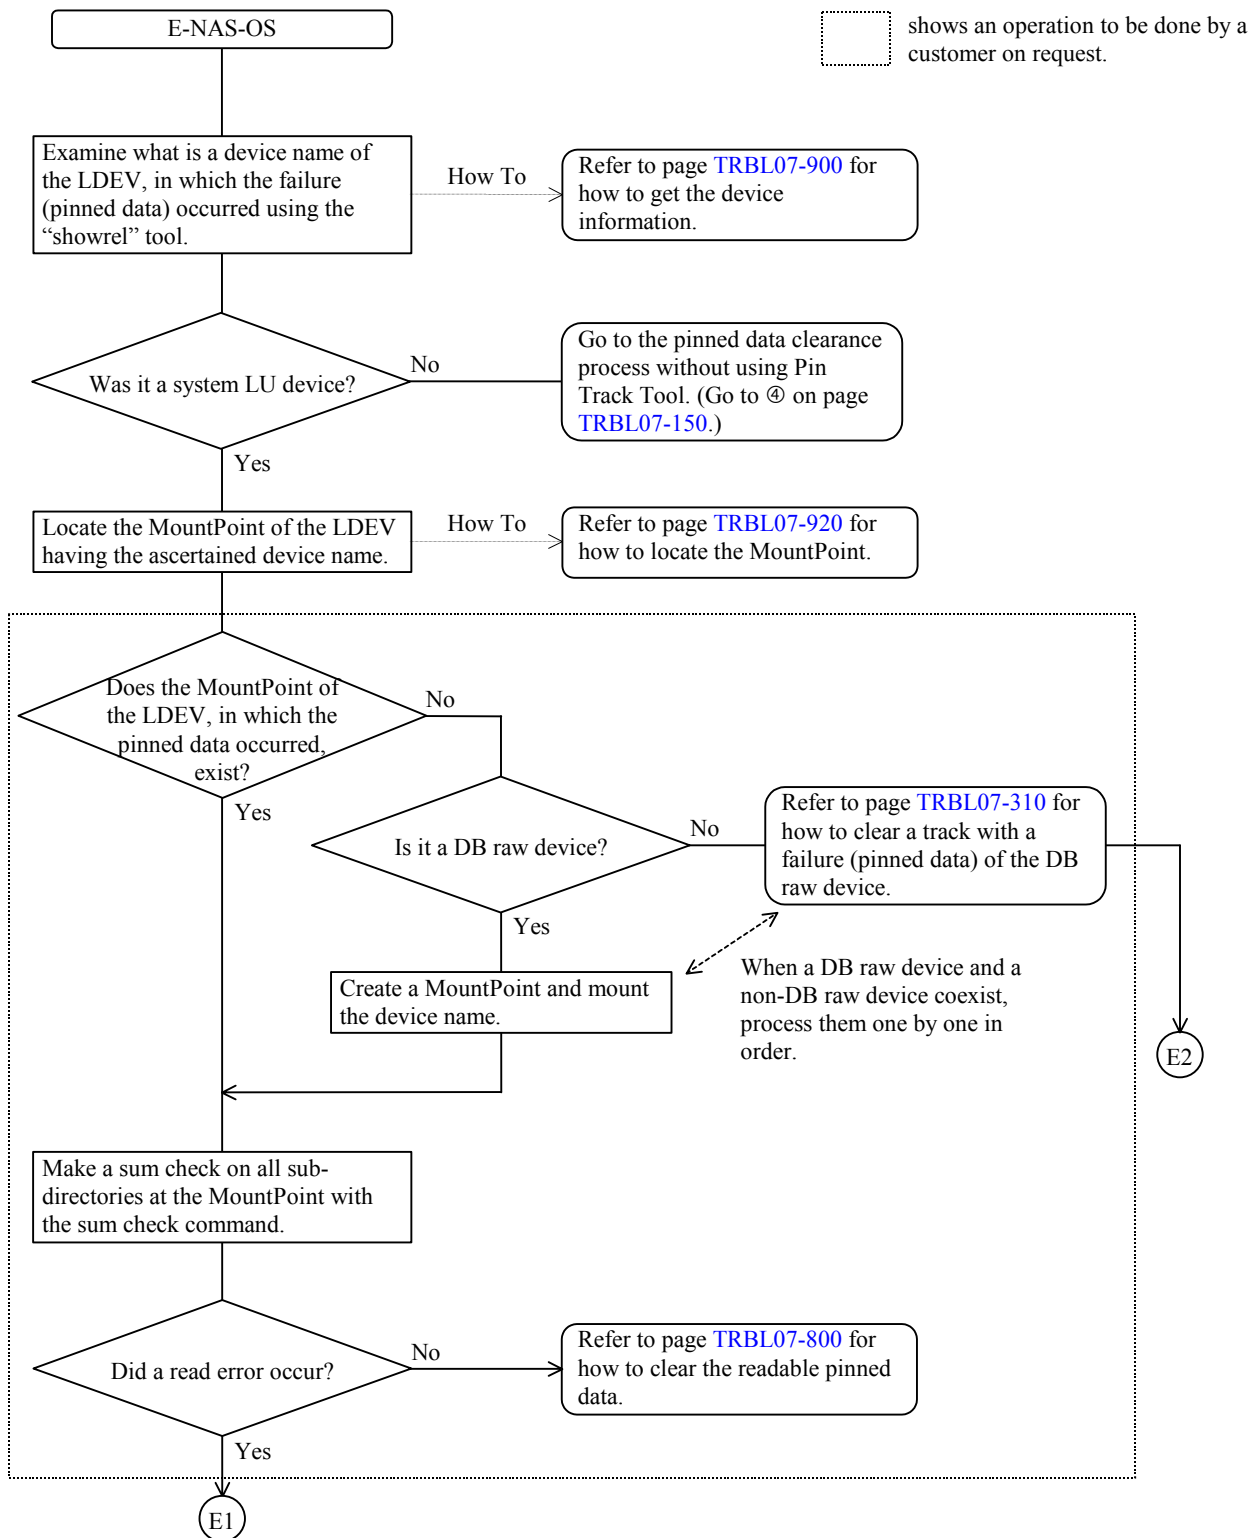 E-NAS-OS
shows an operation to be done by a
customer on request.
Examine what is a device name of
the LDEV, in which the failure
(pinned data) occurred using the
“showrel” tool.
How To
Refer to page TRBL07-900 for
how to get the device
information.
Was it a system LU device?
No
Go to the pinned data clearance
process without using Pin
Track Tool. (Go to ④ on page
TRBL07-150.)
Yes
Locate the MountPoint of the LDEV
having the ascertained device name.
How To
Refer to page TRBL07-920 for
how to locate the MountPoint.
Does the MountPoint of
the LDEV, in which the
pinned data occurred,
exist?
No
Yes
Is it a DB raw device?
No
Refer to page TRBL07-310 for
how to clear a track with a
failure (pinned data) of the DB
raw device.
Yes
Create a MountPoint and mount
the device name.
When a DB raw device and a
non-DB raw device coexist,
process them one by one in
order.
E2
Make a sum check on all sub-
directories at the MountPoint with
the sum check command.
Did a read error occur?
No
Refer to page TRBL07-800 for
how to clear the readable pinned
data.
Yes
E1